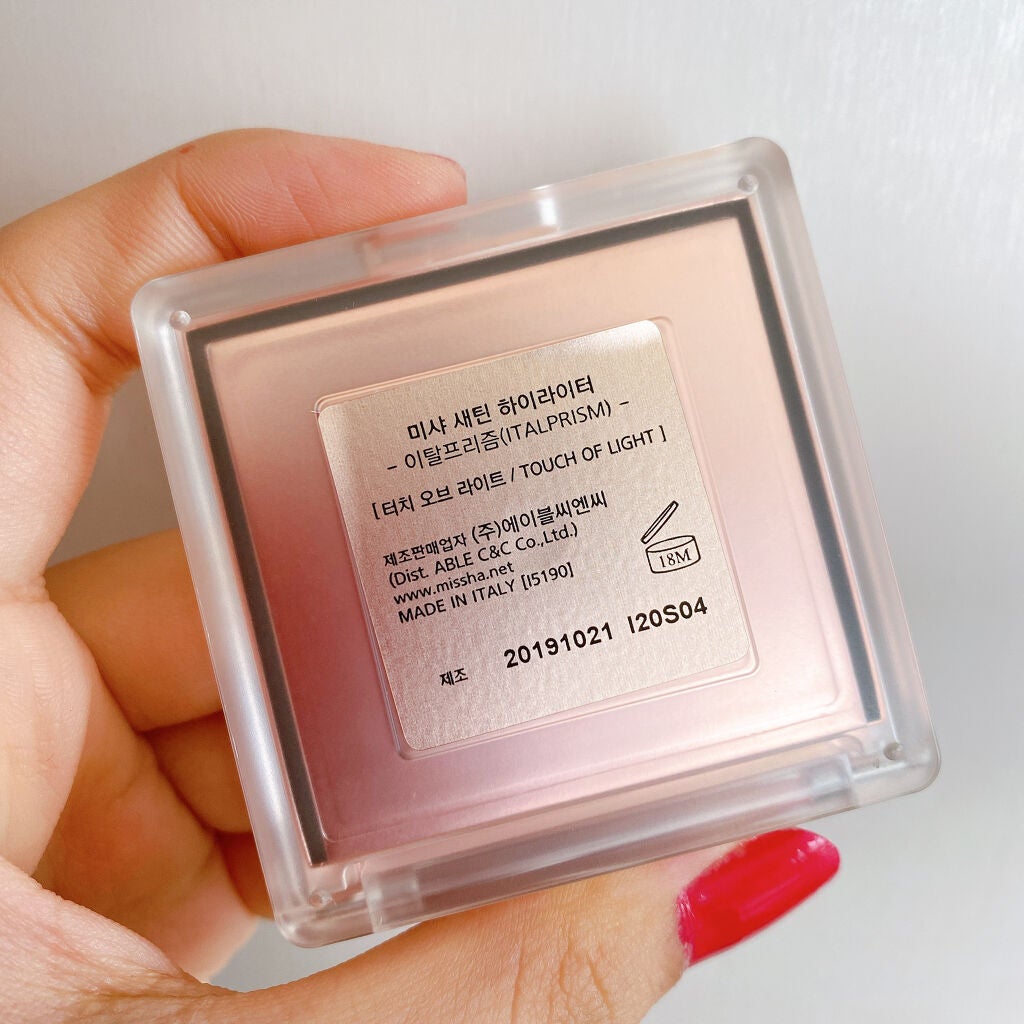 미샤 새틴 하이라이터
– 이탈프리즘(ITALPRISM) –
[ 터치 오브 라이트 / TOUCH OF LIGHT ]
제조판매업자 (주)에이블씨엔씨
(Dist. ABLE C&C Co.,Ltd.)
www.missha.net
MADE IN ITALY [I5190]
18M
제조 20191021 I20S04